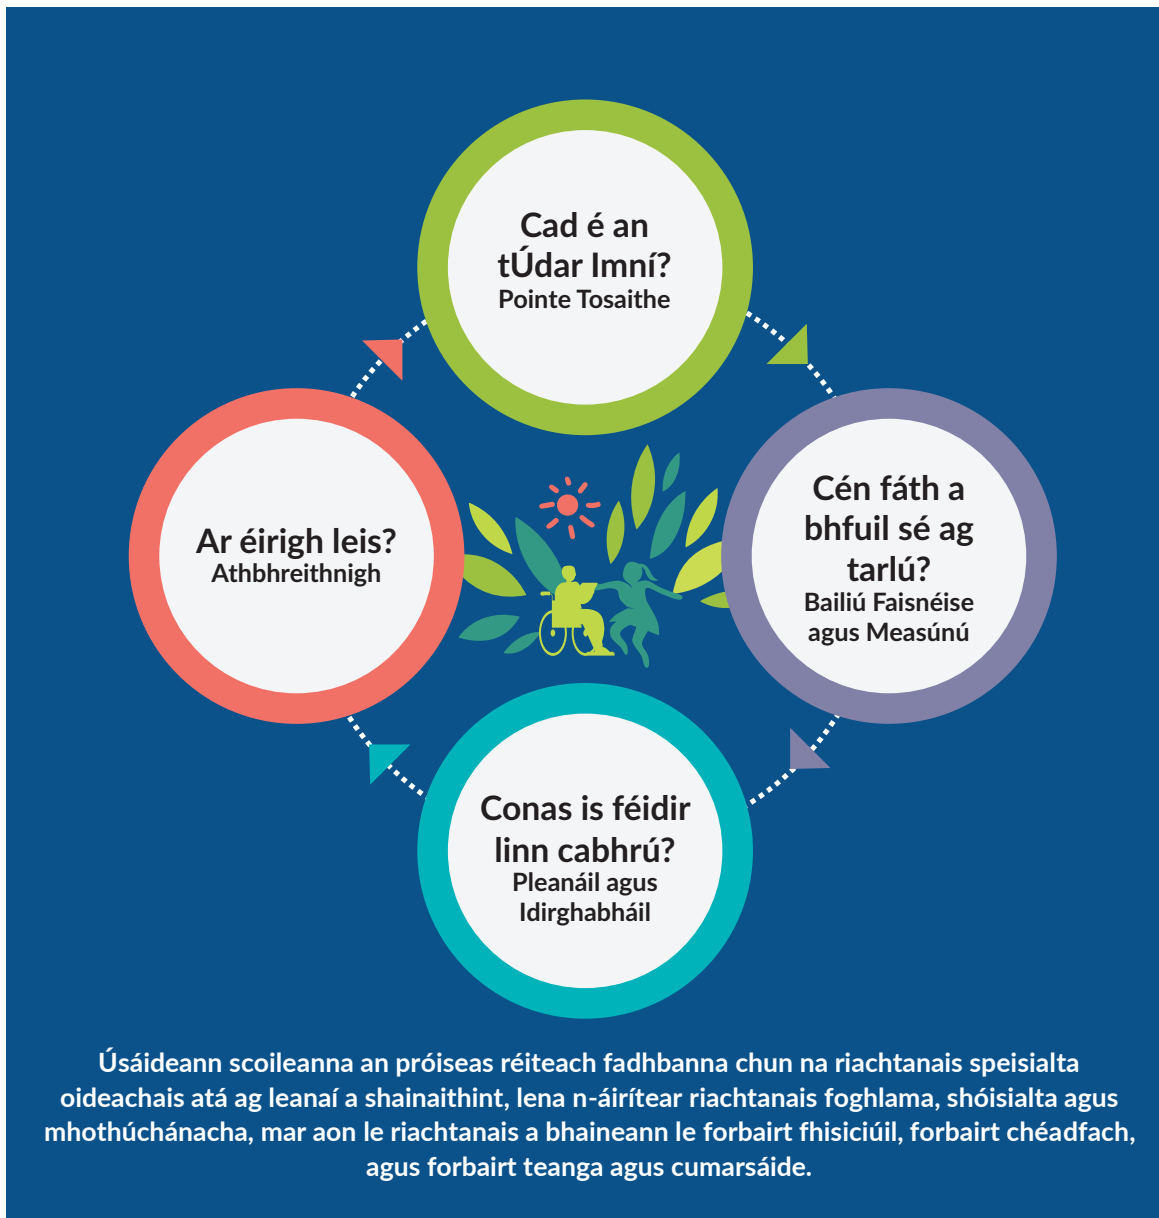 Cad é an
tÚdar Imní?
Pointe Tosaithe
Cén fáth a
bhfuil sé ag
tarlú?
Bailiú Faisnéise
agus Measúnú
Conas is féidir
linn cabhrú?
Pleanáil agus
Idirghabháil
Ar éirigh leis?
Athbhreithnigh
Úsáideann scoileanna an próiseas réiteach fadhbanna chun na riachtanais speisialta
oideachais atá ag leanaí a shainaithint, lena n-áirítear riachtanais foghlama, shóisialta agus
mhothúchánacha, mar aon le riachtanais a bhaineann le forbairt fhisiciúil, forbairt chéadfach,
agus forbairt teanga agus cumarsáide.